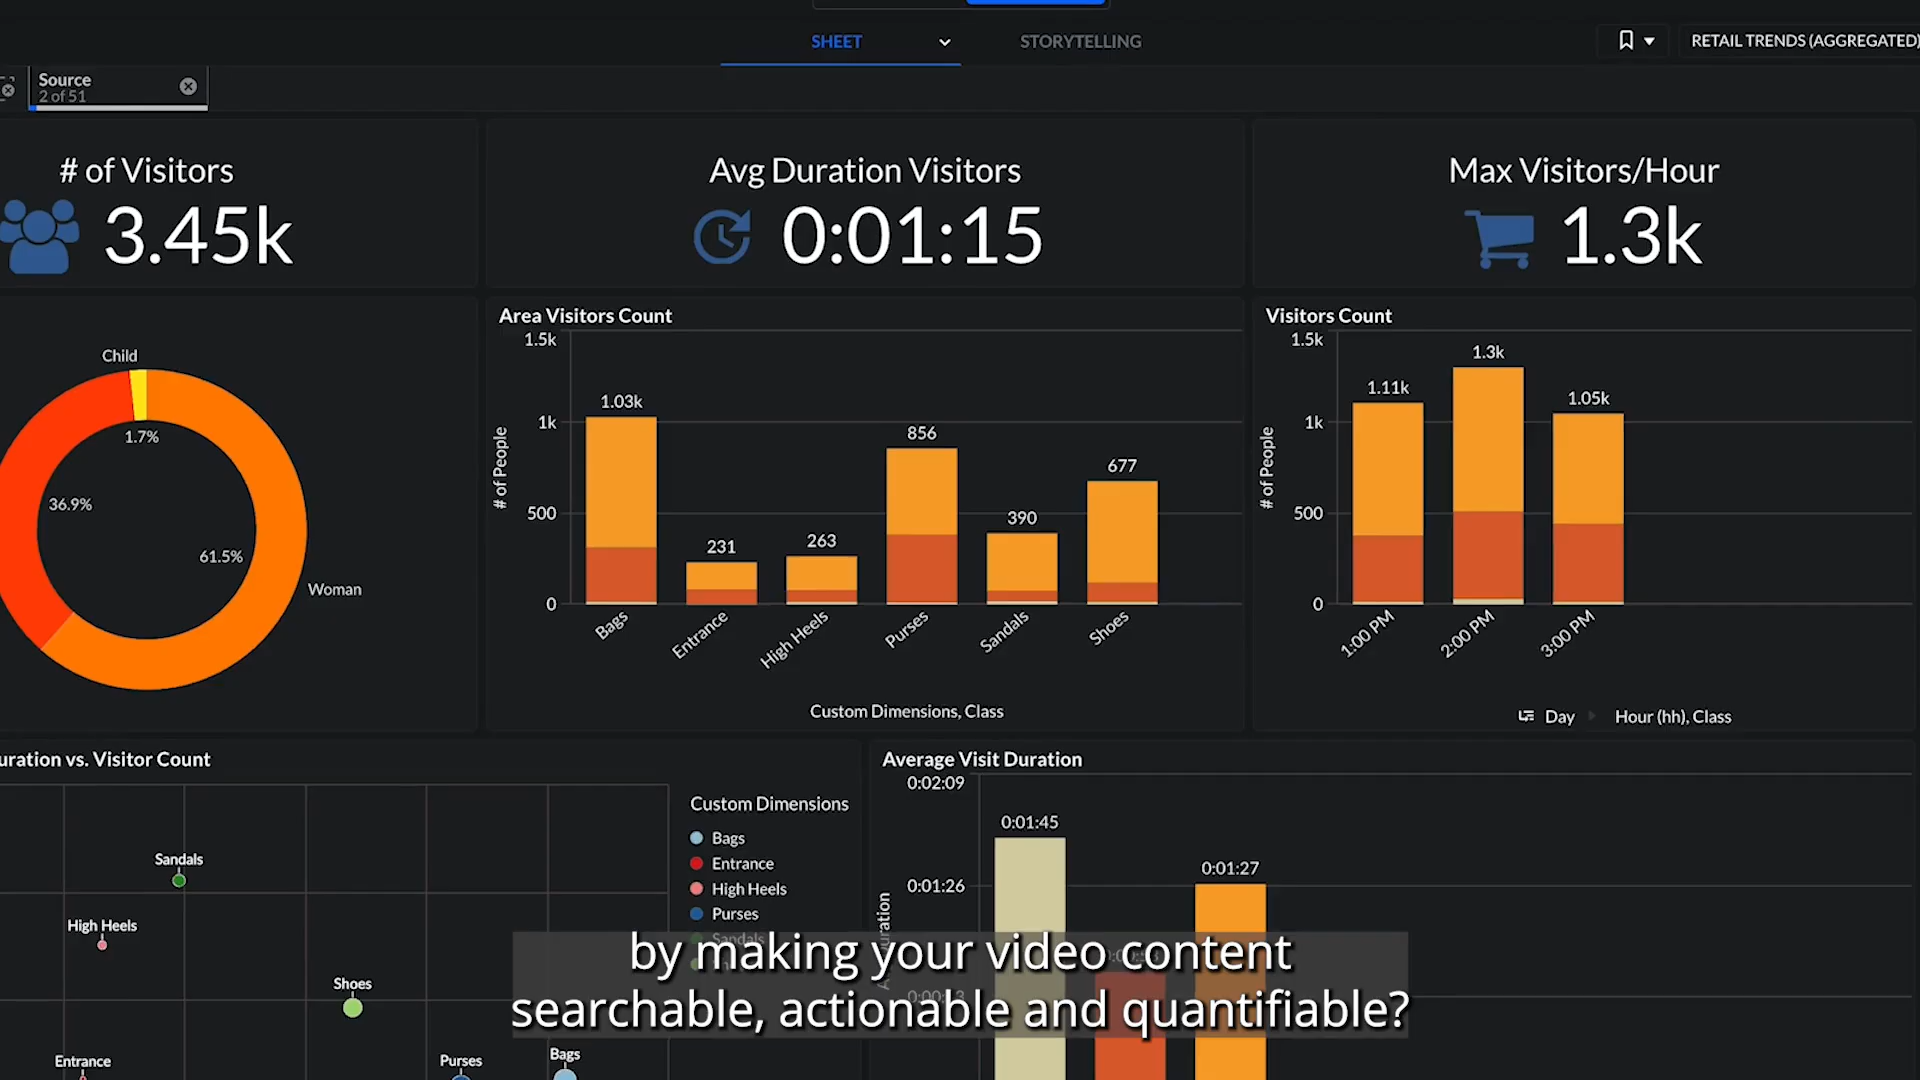 SHEET
STORYTELLING
RETAIL TRENDS (AGGREGATED)
Source
2 of 51
# of Visitors
3.45k
Avg Duration Visitors
0:01:15
Max Visitors/Hour
1.3k
Child
1.7%
36.9%
61.5%
Woman
Area Visitors Count
# of People
1.5k
1k
500
0
1.03k
231
263
856
390
677
Bags
Entrance
High Heels
Purses
Sandals
Shoes
Custom Dimensions, Class
Visitors Count
# of People
1.5k
1k
500
0
1.11k
1.3k
1.05k
1:00 PM
2:00 PM
3:00 PM
Day
Hour (hh), Class
uration vs. Visitor Count
Sandals
High Heels
Shoes
Entrance
Purses
Bags
Custom Dimensions
Bags
Entrance
High Heels
Purses
Sandals
Average Visit Duration
0:02:09
0:01:26
0:01:45
0:01:27
by making your video content
searchable, actionable and quantifiable?